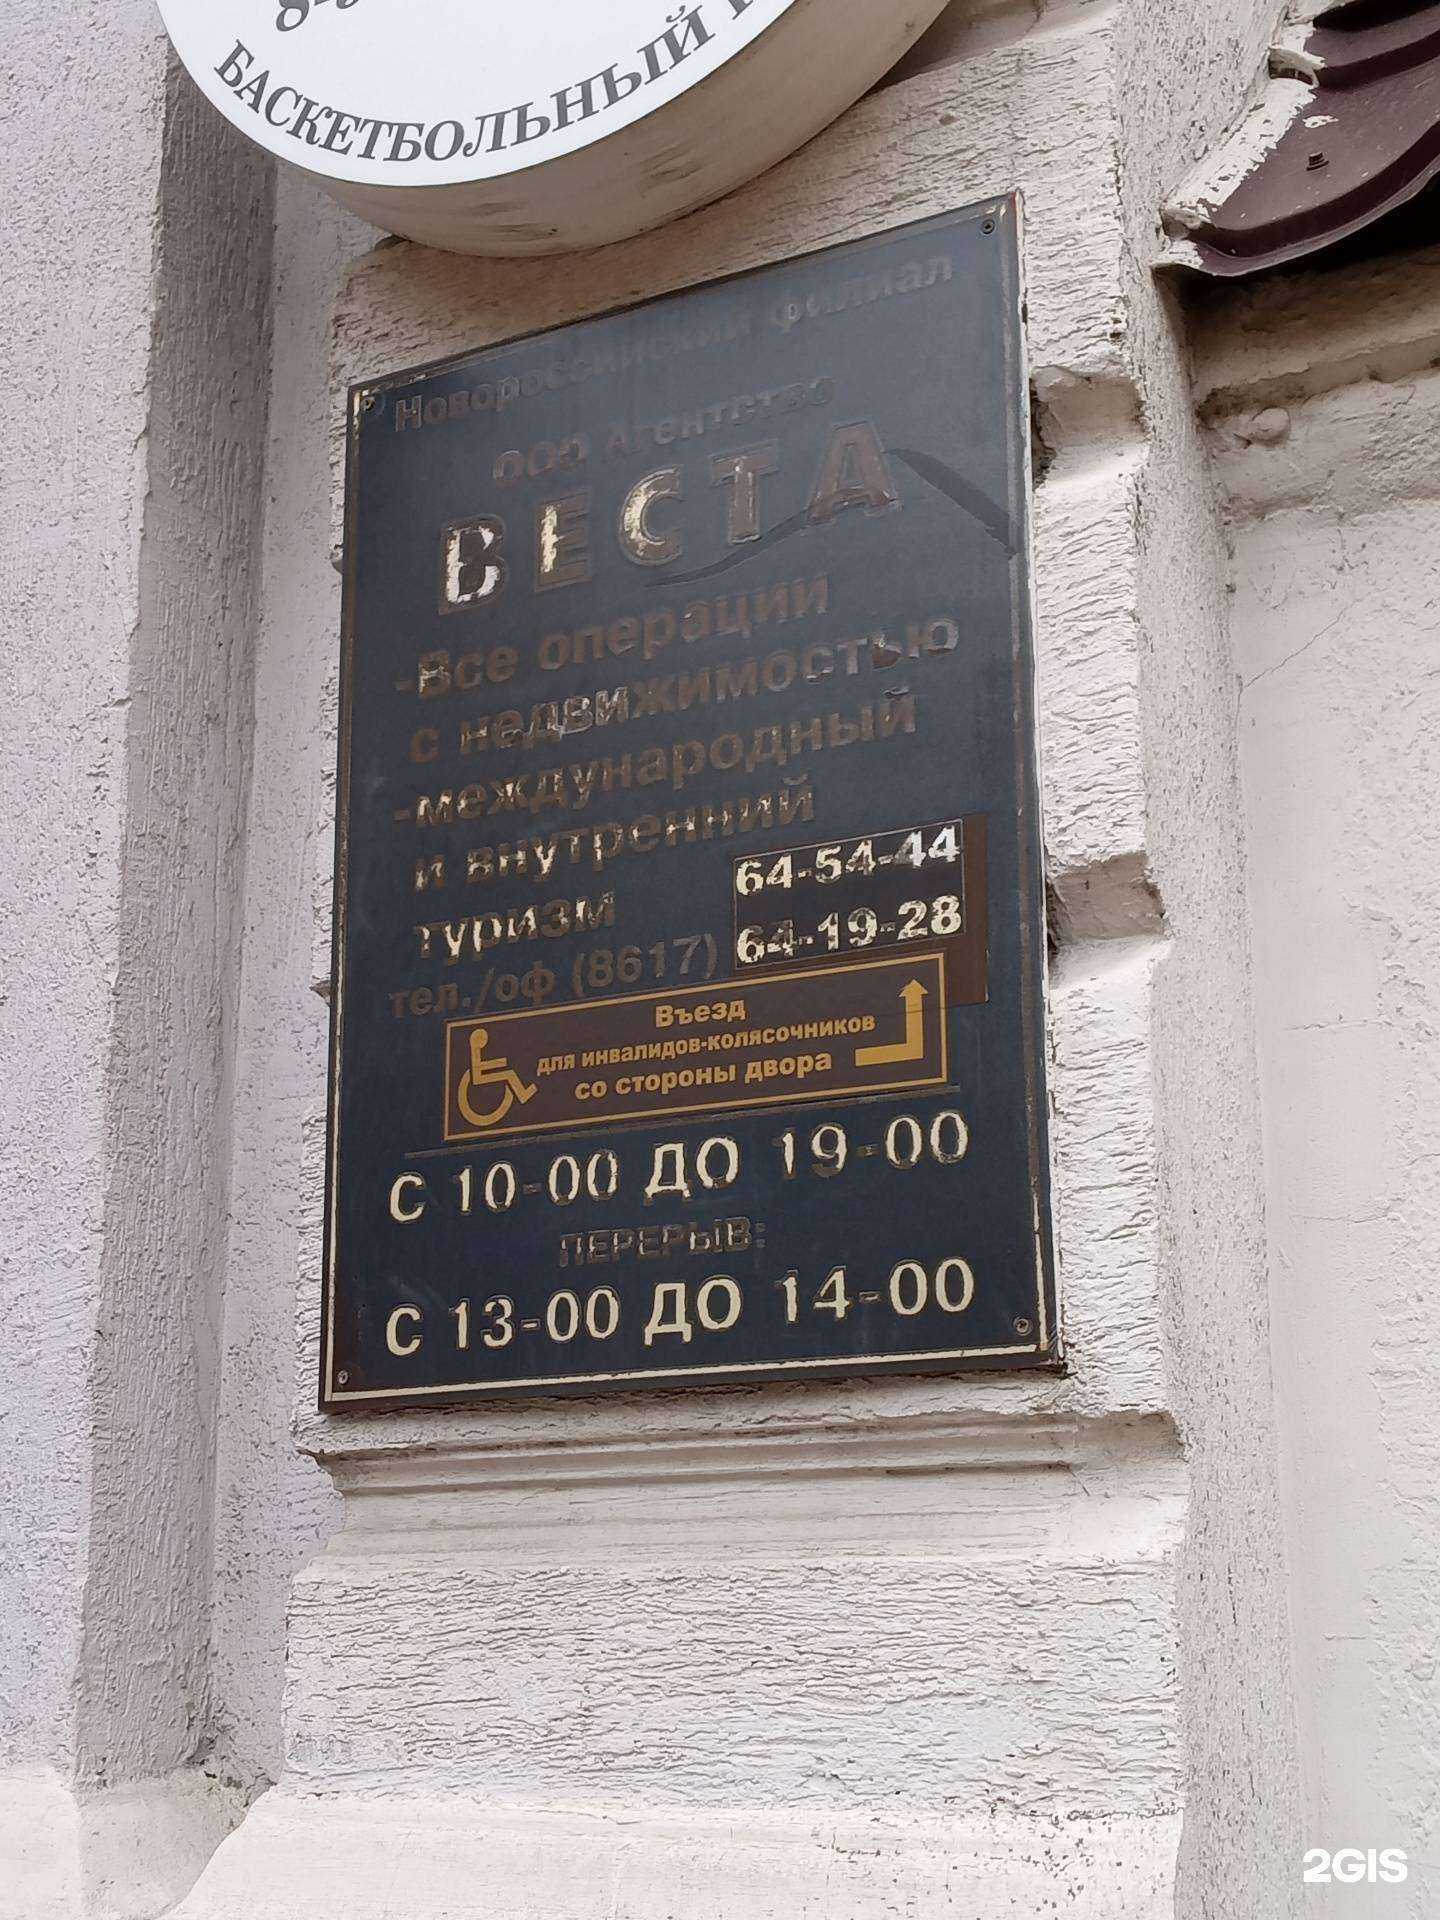 БАСКЕТБОЛЬНЫЙ
Новороссийский филиал
ООО Агентство
ВЕСТА
-Все операции
с недвижимостью
-международный
и внутренний
туризм
64-54-44
тел./оф (8617) 64-19-28
Въезд
для инвалидов-колясочников
со стороны двора
С 10-00 ДО 19-00
ПЕРЕРЫВ:
С 13-00 ДО 14-00
2GIS